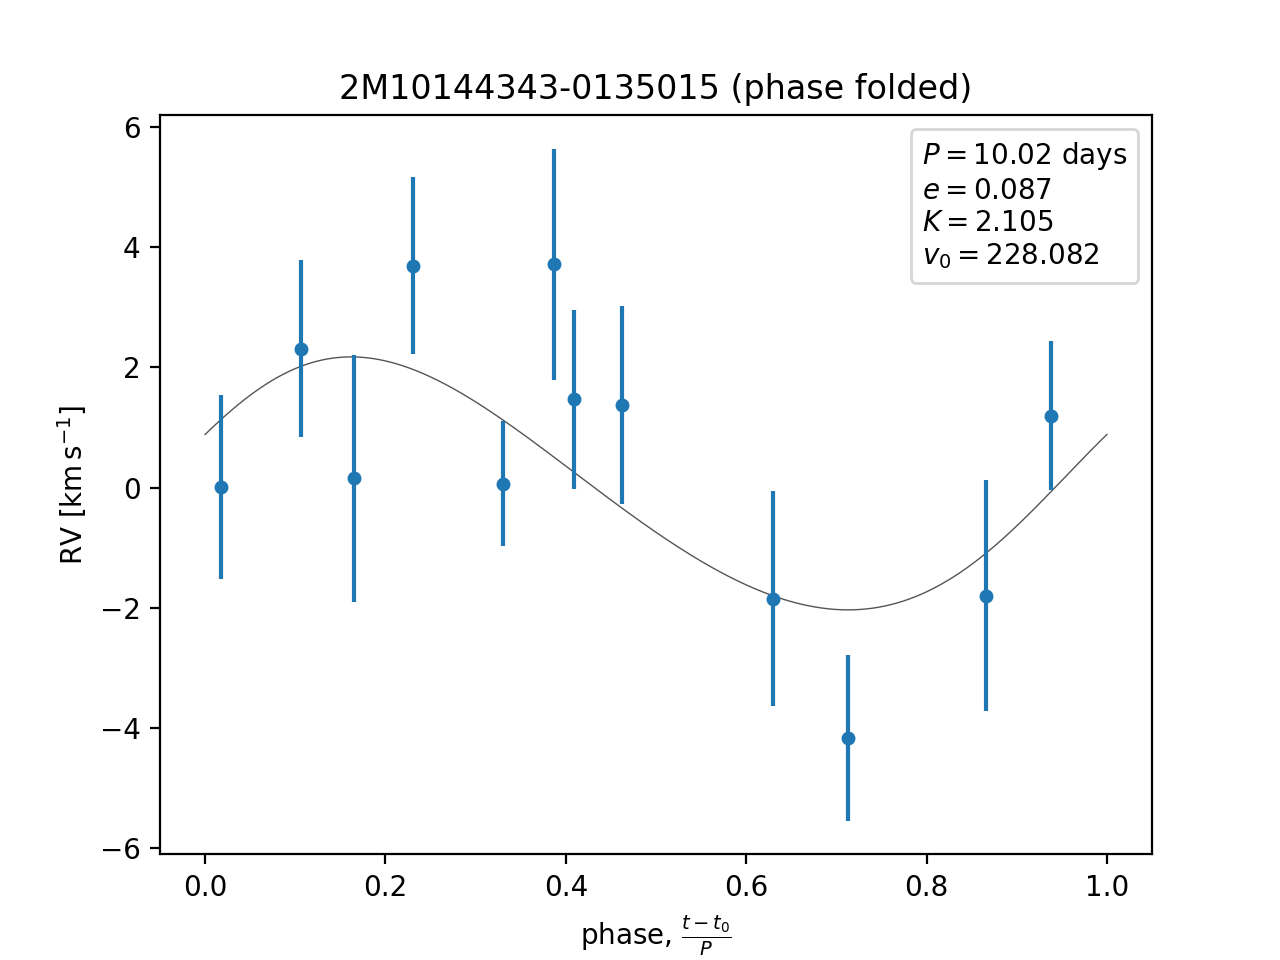 2M10144343-0135015 (phase folded)
P = 10.02 days
e = 0.087
K = 2.105
v₀ = 228.082
RV [km s⁻¹]
6
4
2
0
−2
−4
−6
0.0 0.2 0.4 0.6 0.8 1.0
phase, (t − t₀)/P